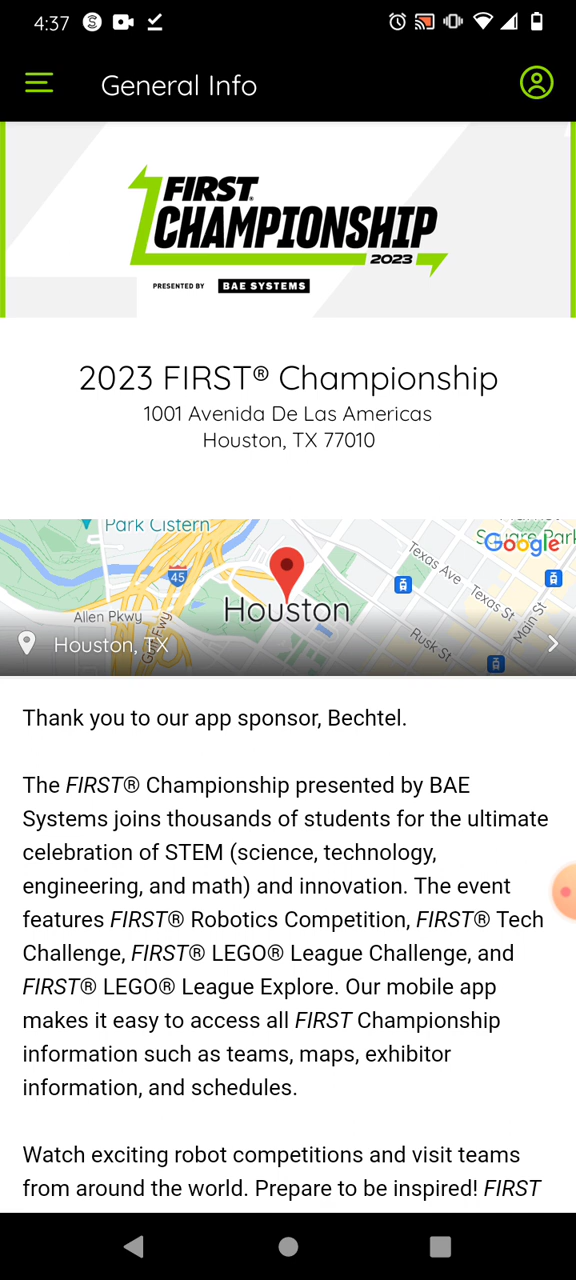 4:37
General Info
FIRST®
CHAMPIONSHIP
2023
PRESENTED BY BAE SYSTEMS
2023 FIRST® Championship
1001 Avenida De Las Americas
Houston, TX 77010
Park Cistern
Square Park
Google
45
Texas Ave
Texas St
Houston
Allen Pkwy
Main St
Rusk St
Houston, TX
Thank you to our app sponsor, Bechtel.
The FIRST® Championship presented by BAE
Systems joins thousands of students for the ultimate
celebration of STEM (science, technology,
engineering, and math) and innovation. The event
features FIRST® Robotics Competition, FIRST® Tech
Challenge, FIRST® LEGO® League Challenge, and
FIRST® LEGO® League Explore. Our mobile app
makes it easy to access all FIRST Championship
information such as teams, maps, exhibitor
information, and schedules.
Watch exciting robot competitions and visit teams
from around the world. Prepare to be inspired! FIRST